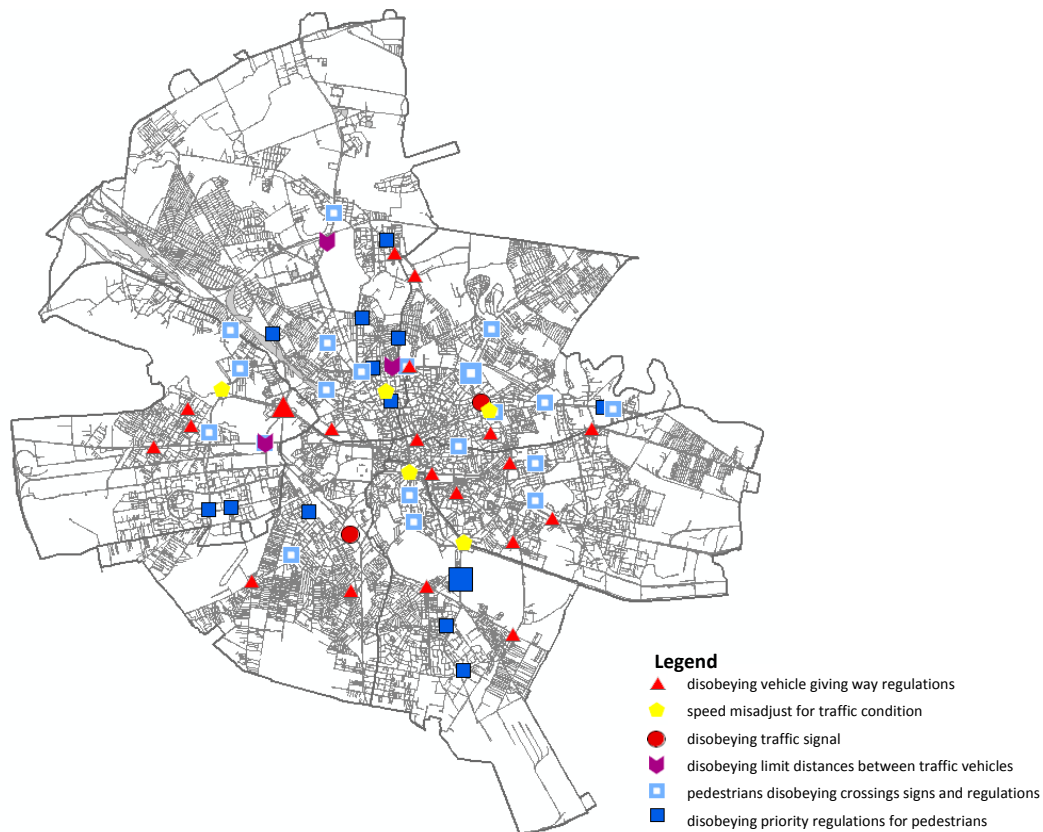 Legend
disobeying vehicle giving way regulations
speed misadjust for traffic condition
disobeying traffic signal
disobeying limit distances between traffic vehicles
pedestrians disobeying crossings signs and regulations
disobeying priority regulations for pedestrians